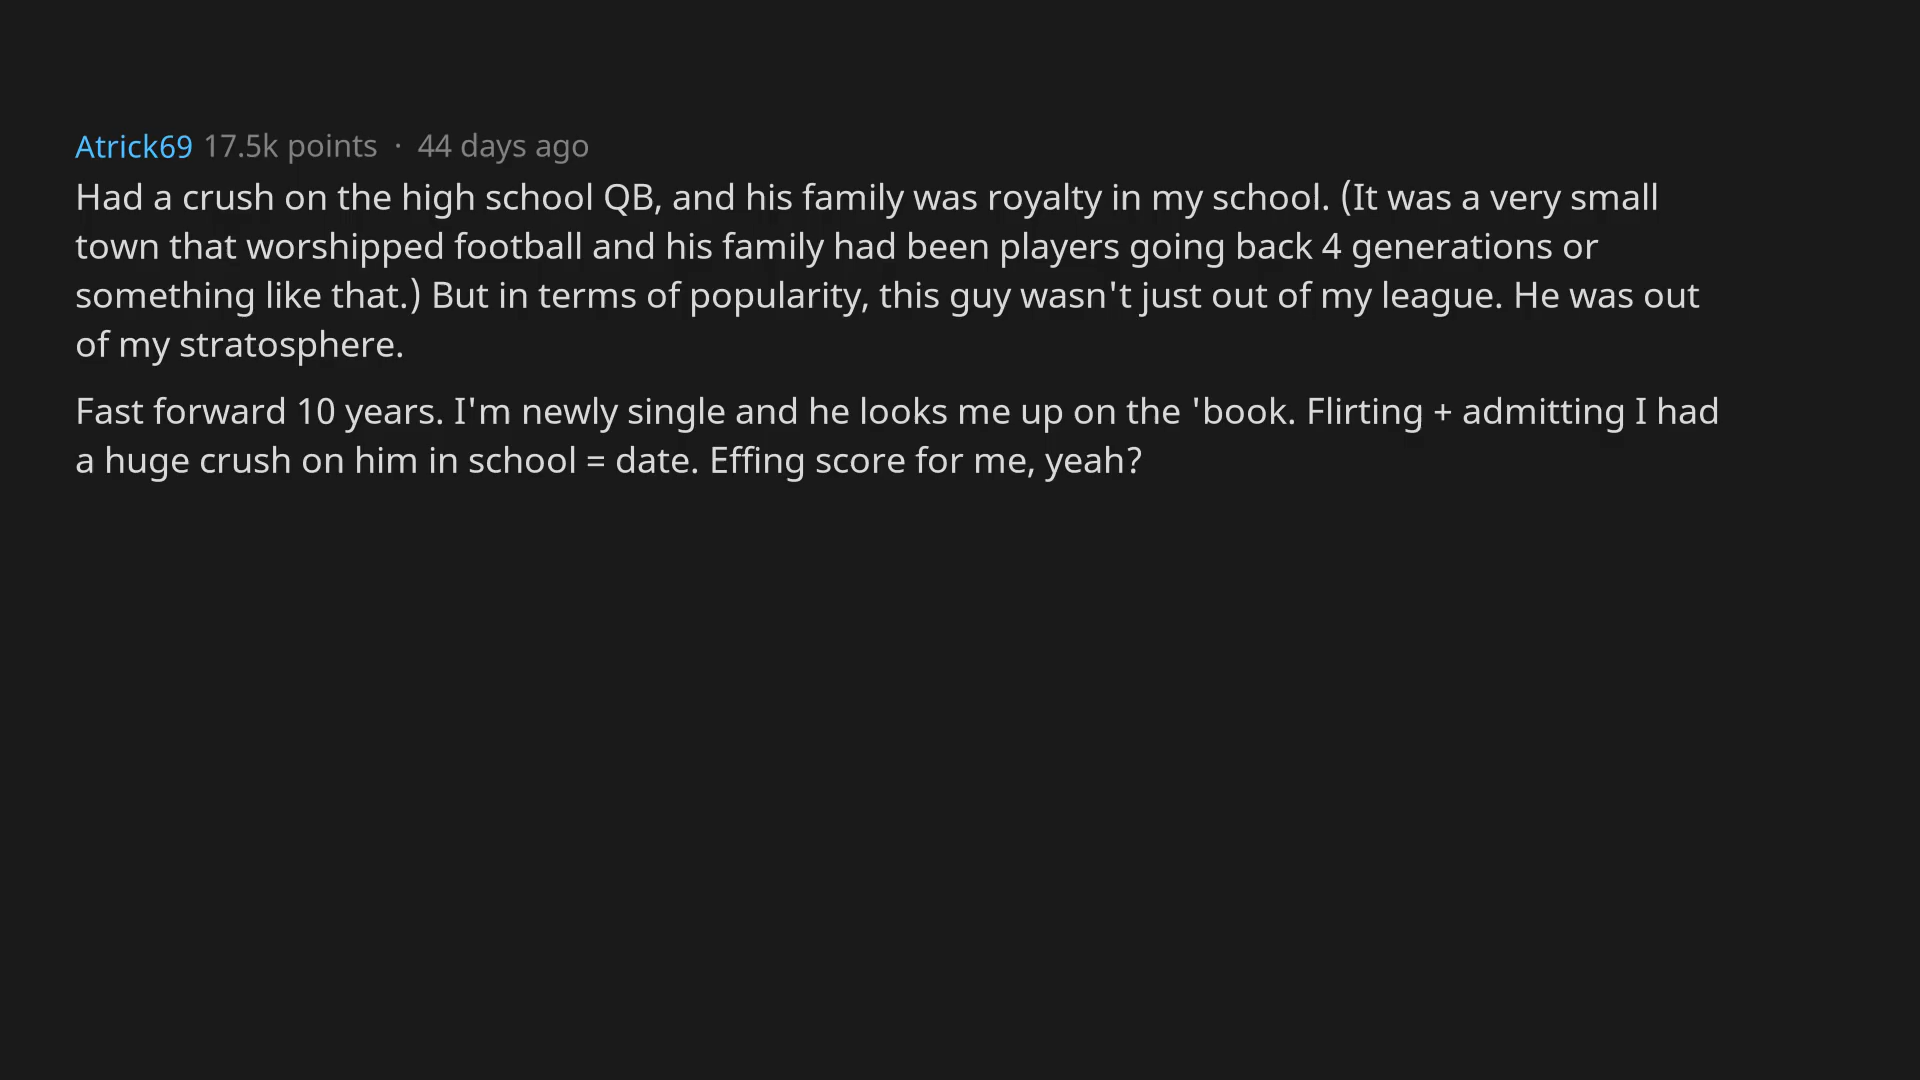 Atrick69 17.5k points · 44 days ago
Had a crush on the high school QB, and his family was royalty in my school. (It was a very small
town that worshipped football and his family had been players going back 4 generations or
something like that.) But in terms of popularity, this guy wasn't just out of my league. He was out
of my stratosphere.
Fast forward 10 years. I'm newly single and he looks me up on the 'book. Flirting + admitting I had
a huge crush on him in school = date. Effing score for me, yeah?